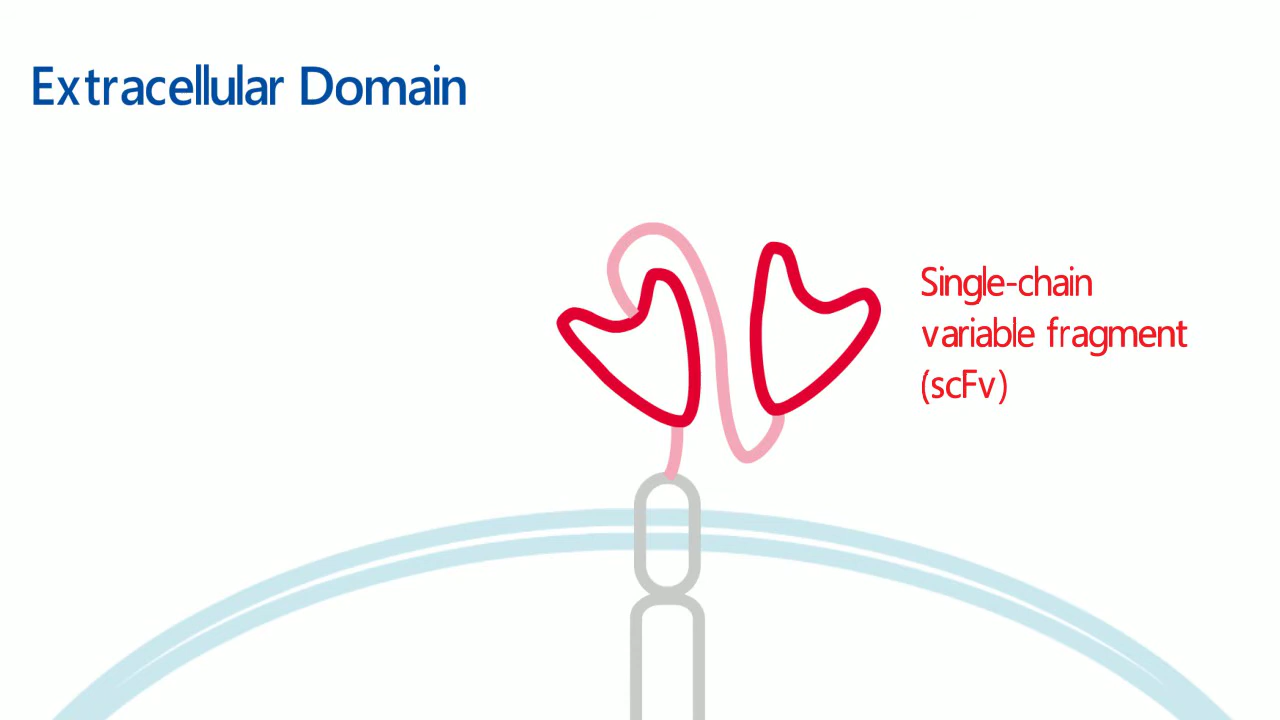 Extracellular Domain
Single-chain
variable fragment
(scFv)